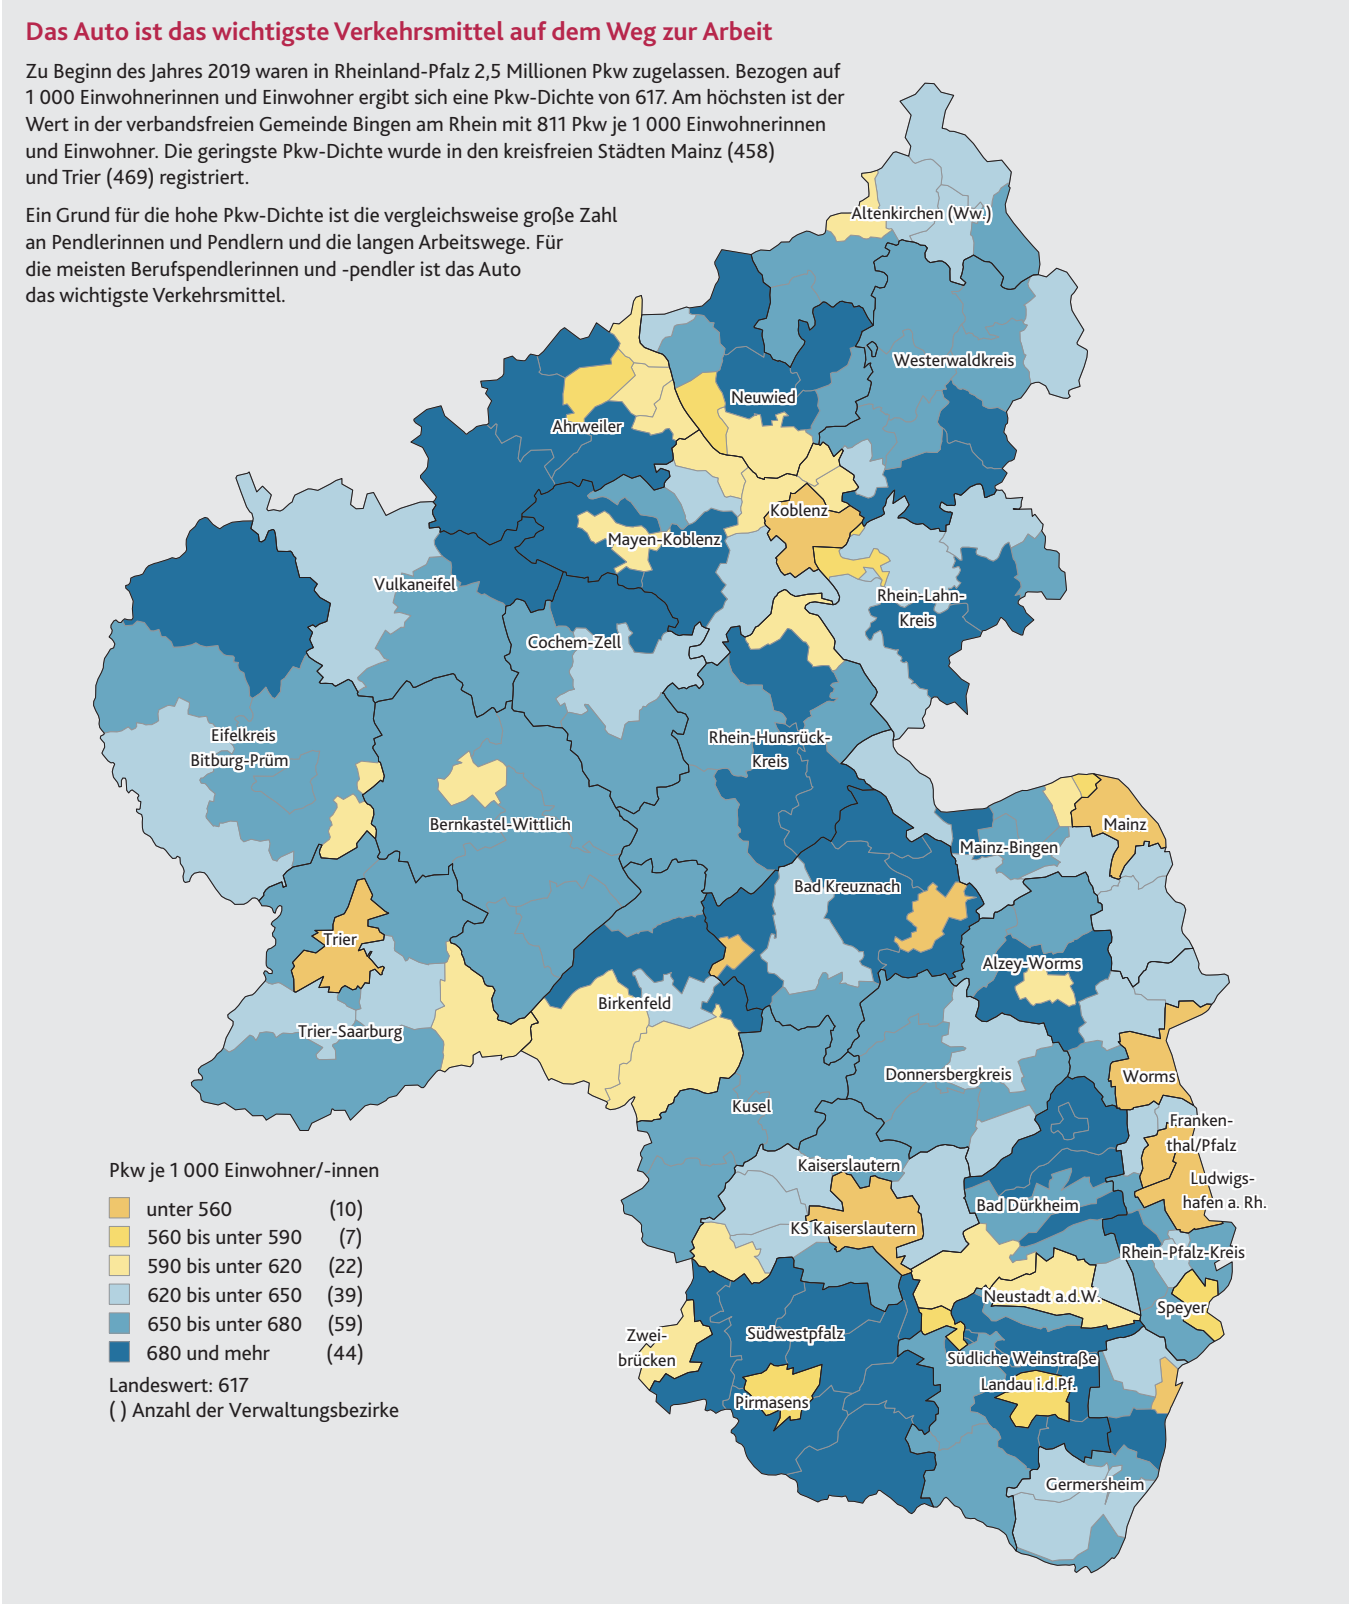 Das Auto ist das wichtigste Verkehrsmittel auf dem Weg zur Arbeit
Zu Beginn des Jahres 2019 waren in Rheinland-Pfalz 2,5 Millionen Pkw zugelassen. Bezogen auf
1 000 Einwohnerinnen und Einwohner ergibt sich eine Pkw-Dichte von 617. Am höchsten ist der
Wert in der verbandsfreien Gemeinde Bingen am Rhein mit 811 Pkw je 1 000 Einwohnerinnen
und Einwohner. Die geringste Pkw-Dichte wurde in den kreisfreien Städten Mainz (458)
und Trier (469) registriert.
Ein Grund für die hohe Pkw-Dichte ist die vergleichsweise große Zahl
an Pendlerinnen und Pendlern und die langen Arbeitswege. Für
die meisten Berufspendlerinnen und -pendler ist das Auto
das wichtigste Verkehrsmittel.
Altenkirchen (Ww.)
Westerwaldkreis
Neuwied
Ahrweiler
Koblenz
Mayen-Koblenz
Vulkaneifel
Rhein-Lahn-
Kreis
Cochem-Zell
Eifelkreis
Bitburg-Prüm
Rhein-Hunsrück-
Kreis
Bernkastel-Wittlich
Mainz
Mainz-Bingen
Bad Kreuznach
Trier
Alzey-Worms
Birkenfeld
Trier-Saarburg
Donnersbergkreis
Worms
Kusel
Franken-
thal/Pfalz
Kaiserslautern
Ludwigs-
hafen a. Rh.
Bad Dürkheim
KS Kaiserslautern
Rhein-Pfalz-Kreis
Neustadt a.d.W.
Speyer
Zwei-
brücken
Südwestpfalz
Südliche Weinstraße
Landau i.d.Pf.
Pirmasens
Germersheim
Pkw je 1 000 Einwohner/-innen
unter 560 (10)
560 bis unter 590 (7)
590 bis unter 620 (22)
620 bis unter 650 (39)
650 bis unter 680 (59)
680 und mehr (44)
Landeswert: 617
( ) Anzahl der Verwaltungsbezirke